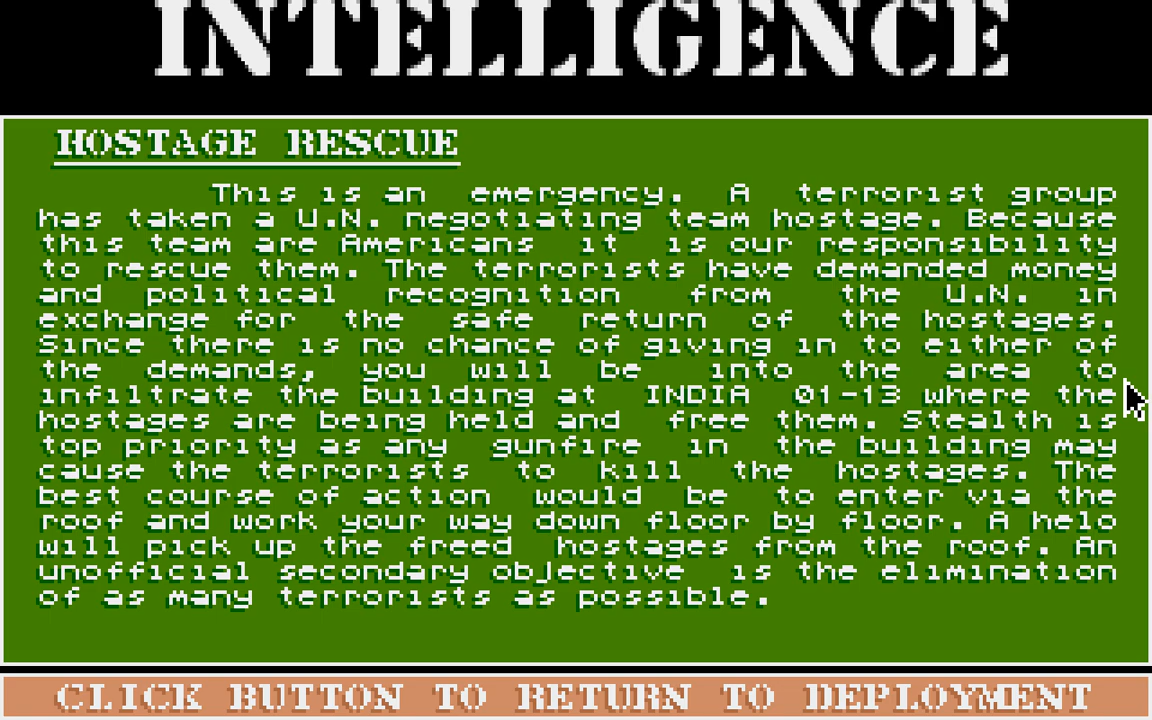 INTELLIGENCE
HOSTAGE RESCUE
This is an emergency. A terrorist group
has taken a U.N. negotiating team hostage. Because
this team are Americans it is our responsibility
to rescue them. The terrorists have demanded money
and political recognition from the U.N. in
exchange for the safe return of the hostages.
Since there is no chance of giving in to either of
the demands, you will be into the area to
infiltrate the building at INDIA 01-13 where the
hostages are being held and free them. Stealth is
top priority as any gunfire in the building may
cause the terrorists to kill the hostages. The
best course of action would be to enter via the
roof and work your way down floor by floor. A helo
will pick up the freed hostages from the roof. An
unofficial secondary objective is the elimination
of as many terrorists as possible.
CLICK BUTTON TO RETURN TO DEPLOYMENT